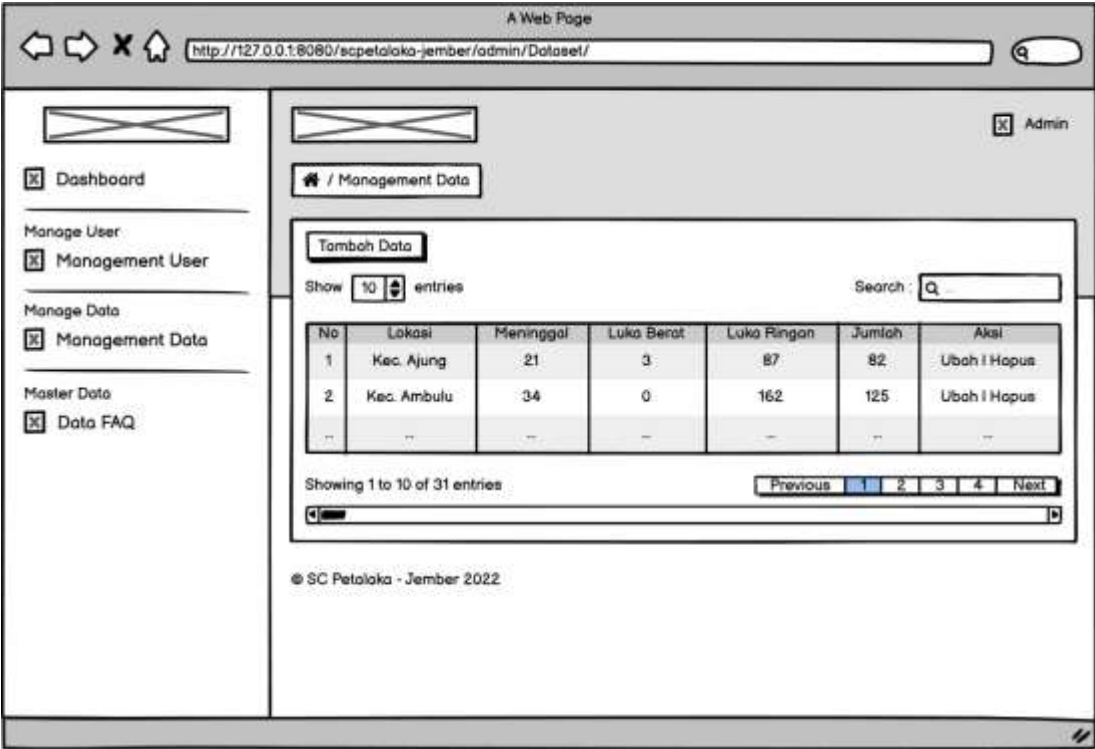 A Web Page
http://127.0.0.1:8080/scpetalaka-jember/admin/Dataset/
Admin
Dashboard
/ Management Data
Manage User
Management User
Manage Data
Management Data
Master Data
Data FAQ
Tambah Data
Show 10 entries
Search : ...
No Lokasi Meninggal Luka Berat Luka Ringan Jumlah Aksi
1 Kec. Ajung 21 3 87 82 Ubah | Hapus
2 Kec. Ambulu 34 0 162 125 Ubah | Hapus
... ... ... ... ... ... ...
Showing 1 to 10 of 31 entries
Previous 1 2 3 4 Next
© SC Petalaka - Jember 2022